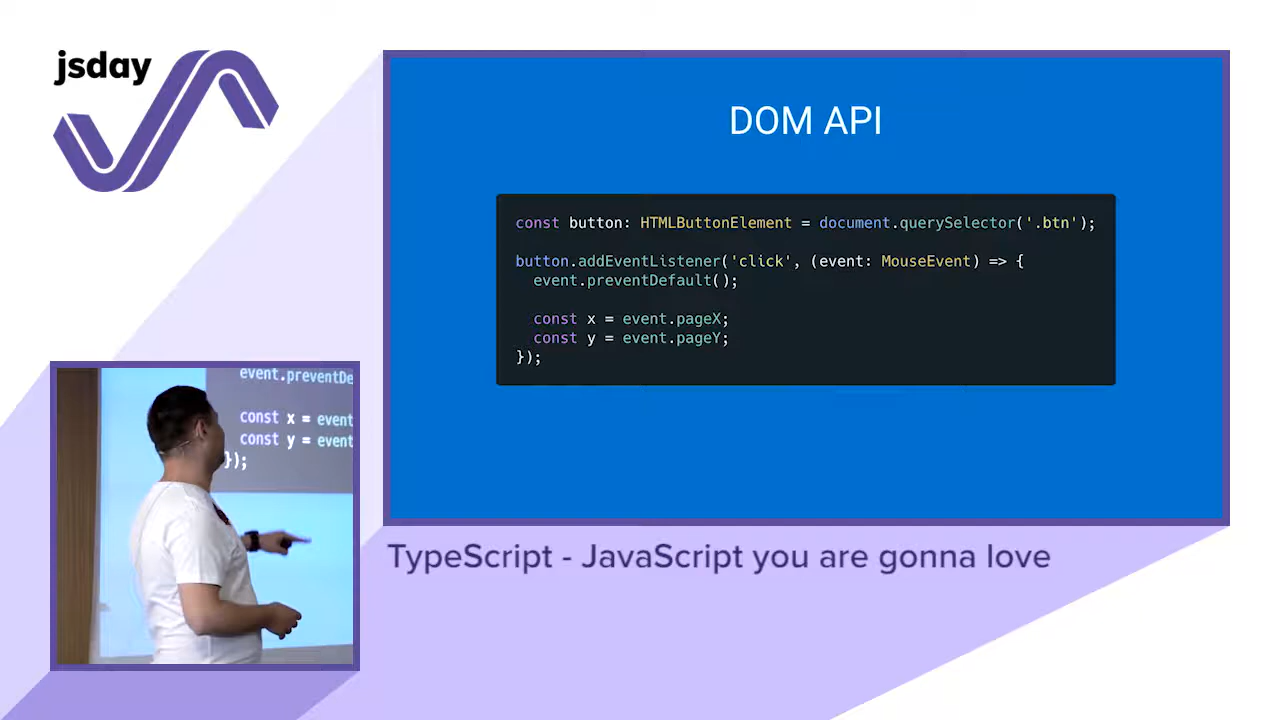 jsday
DOM API
const button: HTMLButtonElement = document.querySelector('.btn');
button.addEventListener('click', (event: MouseEvent) => {
event.preventDefault();
const x = event.pageX;
const y = event.pageY;
});
event.preventDe
const x = event
const y = event
});
TypeScript - JavaScript you are gonna love